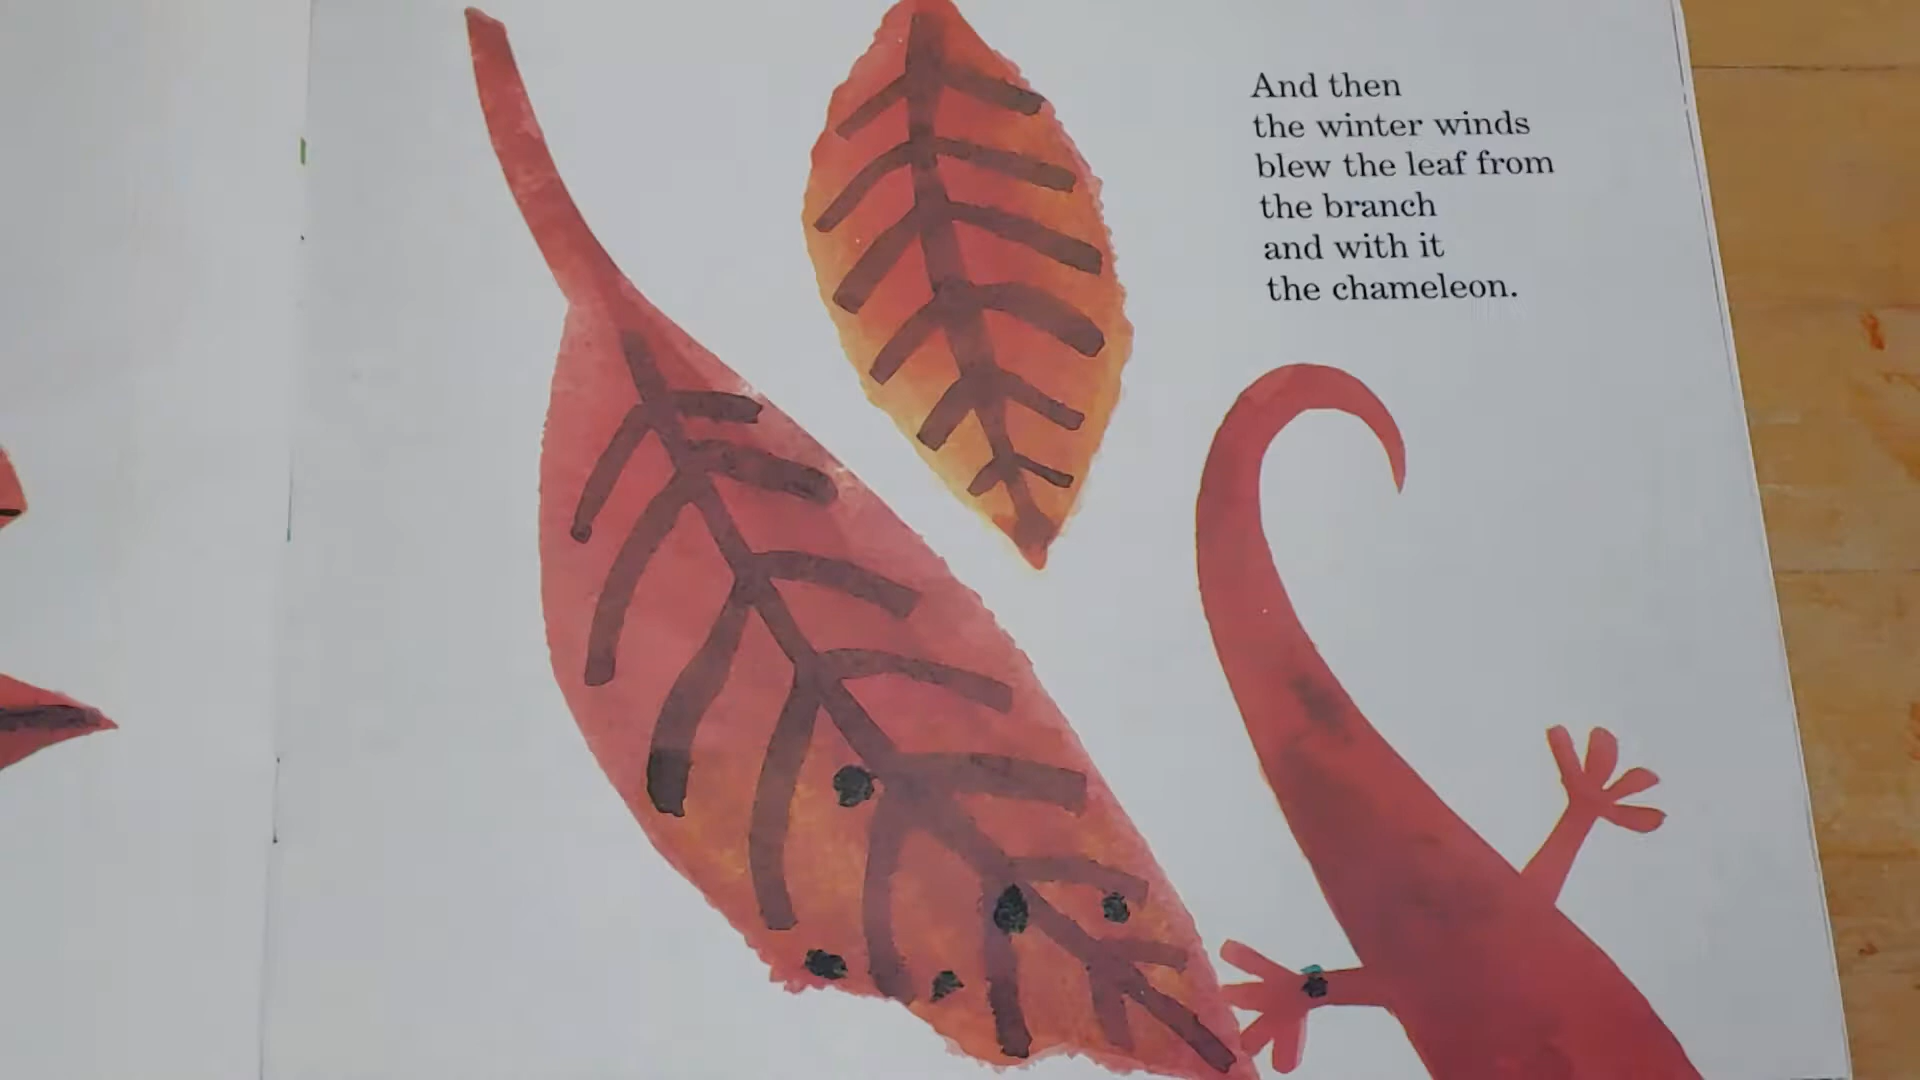 And then
the winter winds
blew the leaf from
the branch
and with it
the chameleon.